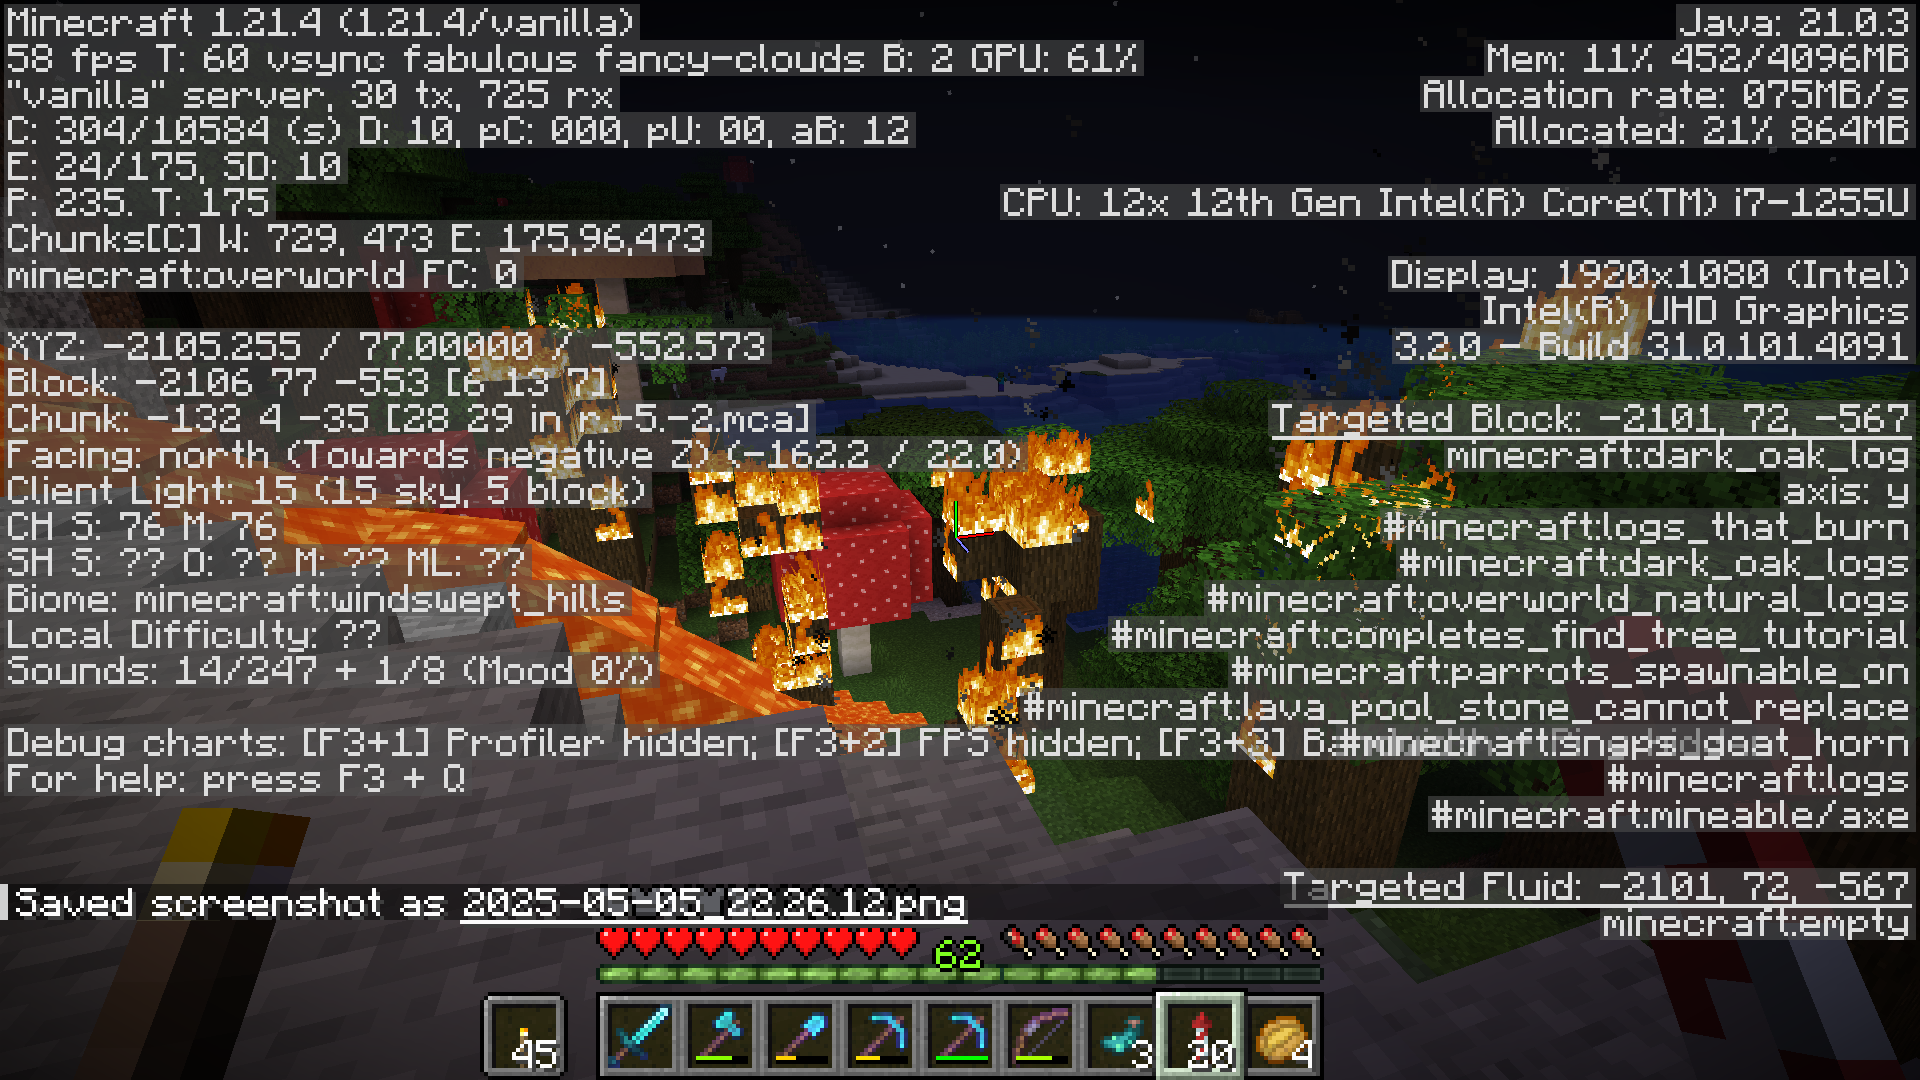 Minecraft 1.21.4 (1.21.4/vanilla)
58 fps T: 60 vsync fabulous fancy-clouds B: 2 GPU: 61%
"vanilla" server, 30 tx, 725 rx
C: 304/10584 (s) D: 10, pC: 000, pU: 00, aB: 12
E: 24/175, SD: 10
P: 235. T: 175
Chunks[C] W: 729, 473 E: 175,96,473
minecraft:overworld FC: 0
XYZ: -2105.255 / 77.00000 / -552.573
Block: -2106 77 -553 [6 13 7]
Chunk: -132 4 -35 [28 29 in r.-5.-2.mca]
Facing: north (Towards negative Z) (-162.2 / 22.0)
Client Light: 15 (15 sky, 5 block)
CH S: 76 M: 76
SH S: ?? O: ?? M: ?? ML: ??
Biome: minecraft:windswept_hills
Local Difficulty: ??
Sounds: 14/247 + 1/8 (Mood 0%)
Debug charts: [F3+1] Profiler hidden; [F3+2] FPS hidden; [F3+3]
For help: press F3 + Q
Java: 21.0.3
Mem: 11% 452/4096MB
Allocation rate: 075MB/s
Allocated: 21% 864MB
CPU: 12x 12th Gen Intel(R) Core(TM) i7-1255U
Display: 1920x1080 (Intel)
Intel(R) UHD Graphics
3.2.0 - Build 31.0.101.4091
Targeted Block: -2101, 72, -567
minecraft:dark_oak_log
axis: y
#minecraft:logs_that_burn
#minecraft:dark_oak_logs
#minecraft:overworld_natural_logs
#minecraft:completes_find_tree_tutorial
#minecraft:parrots_spawnable_on
#minecraft:lava_pool_stone_cannot_replace
#minecraft:snaps_goat_horn
#minecraft:logs
#minecraft:mineable/axe
Targeted Fluid: -2101, 72, -567
minecraft:empty
Saved screenshot as 2025-05-05_22.26.12.png
62
45
3
20
4